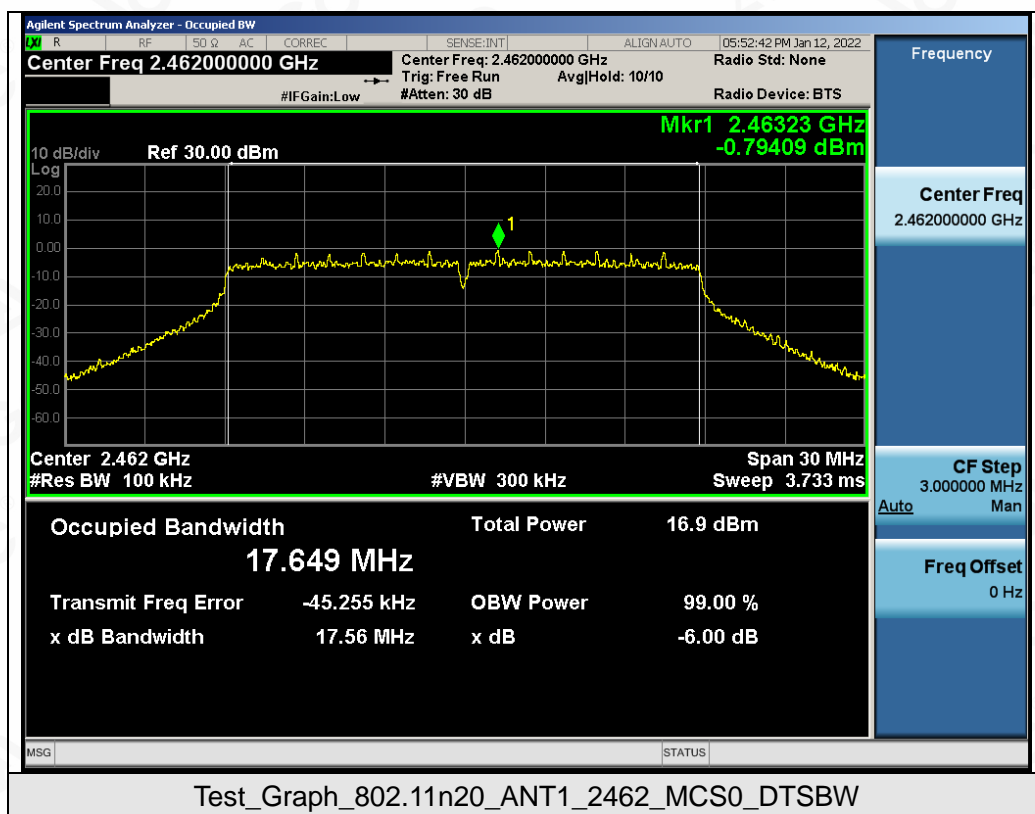 Agilent Spectrum Analyzer - Occupied BW
LXI R RF 50 Ω AC CORREC SENSE:INT ALIGN AUTO 05:52:42 PM Jan 12, 2022
Center Freq 2.462000000 GHz
Center Freq: 2.462000000 GHz
Radio Std: None
Trig: Free Run Avg|Hold: 10/10
#IFGain:Low #Atten: 30 dB Radio Device: BTS
Mkr1 2.46323 GHz
-0.79409 dBm
10 dB/div Ref 30.00 dBm
Log
20.0
10.0
1
0.00
-10.0
-20.0
-30.0
-40.0
-50.0
-60.0
Center 2.462 GHz Span 30 MHz
#Res BW 100 kHz #VBW 300 kHz Sweep 3.733 ms
Occupied Bandwidth Total Power 16.9 dBm
17.649 MHz
Transmit Freq Error -45.255 kHz OBW Power 99.00 %
x dB Bandwidth 17.56 MHz x dB -6.00 dB
Frequency
Center Freq
2.462000000 GHz
CF Step
3.000000 MHz
Auto Man
Freq Offset
0 Hz
MSG STATUS
Test_Graph_802.11n20_ANT1_2462_MCS0_DTSBW